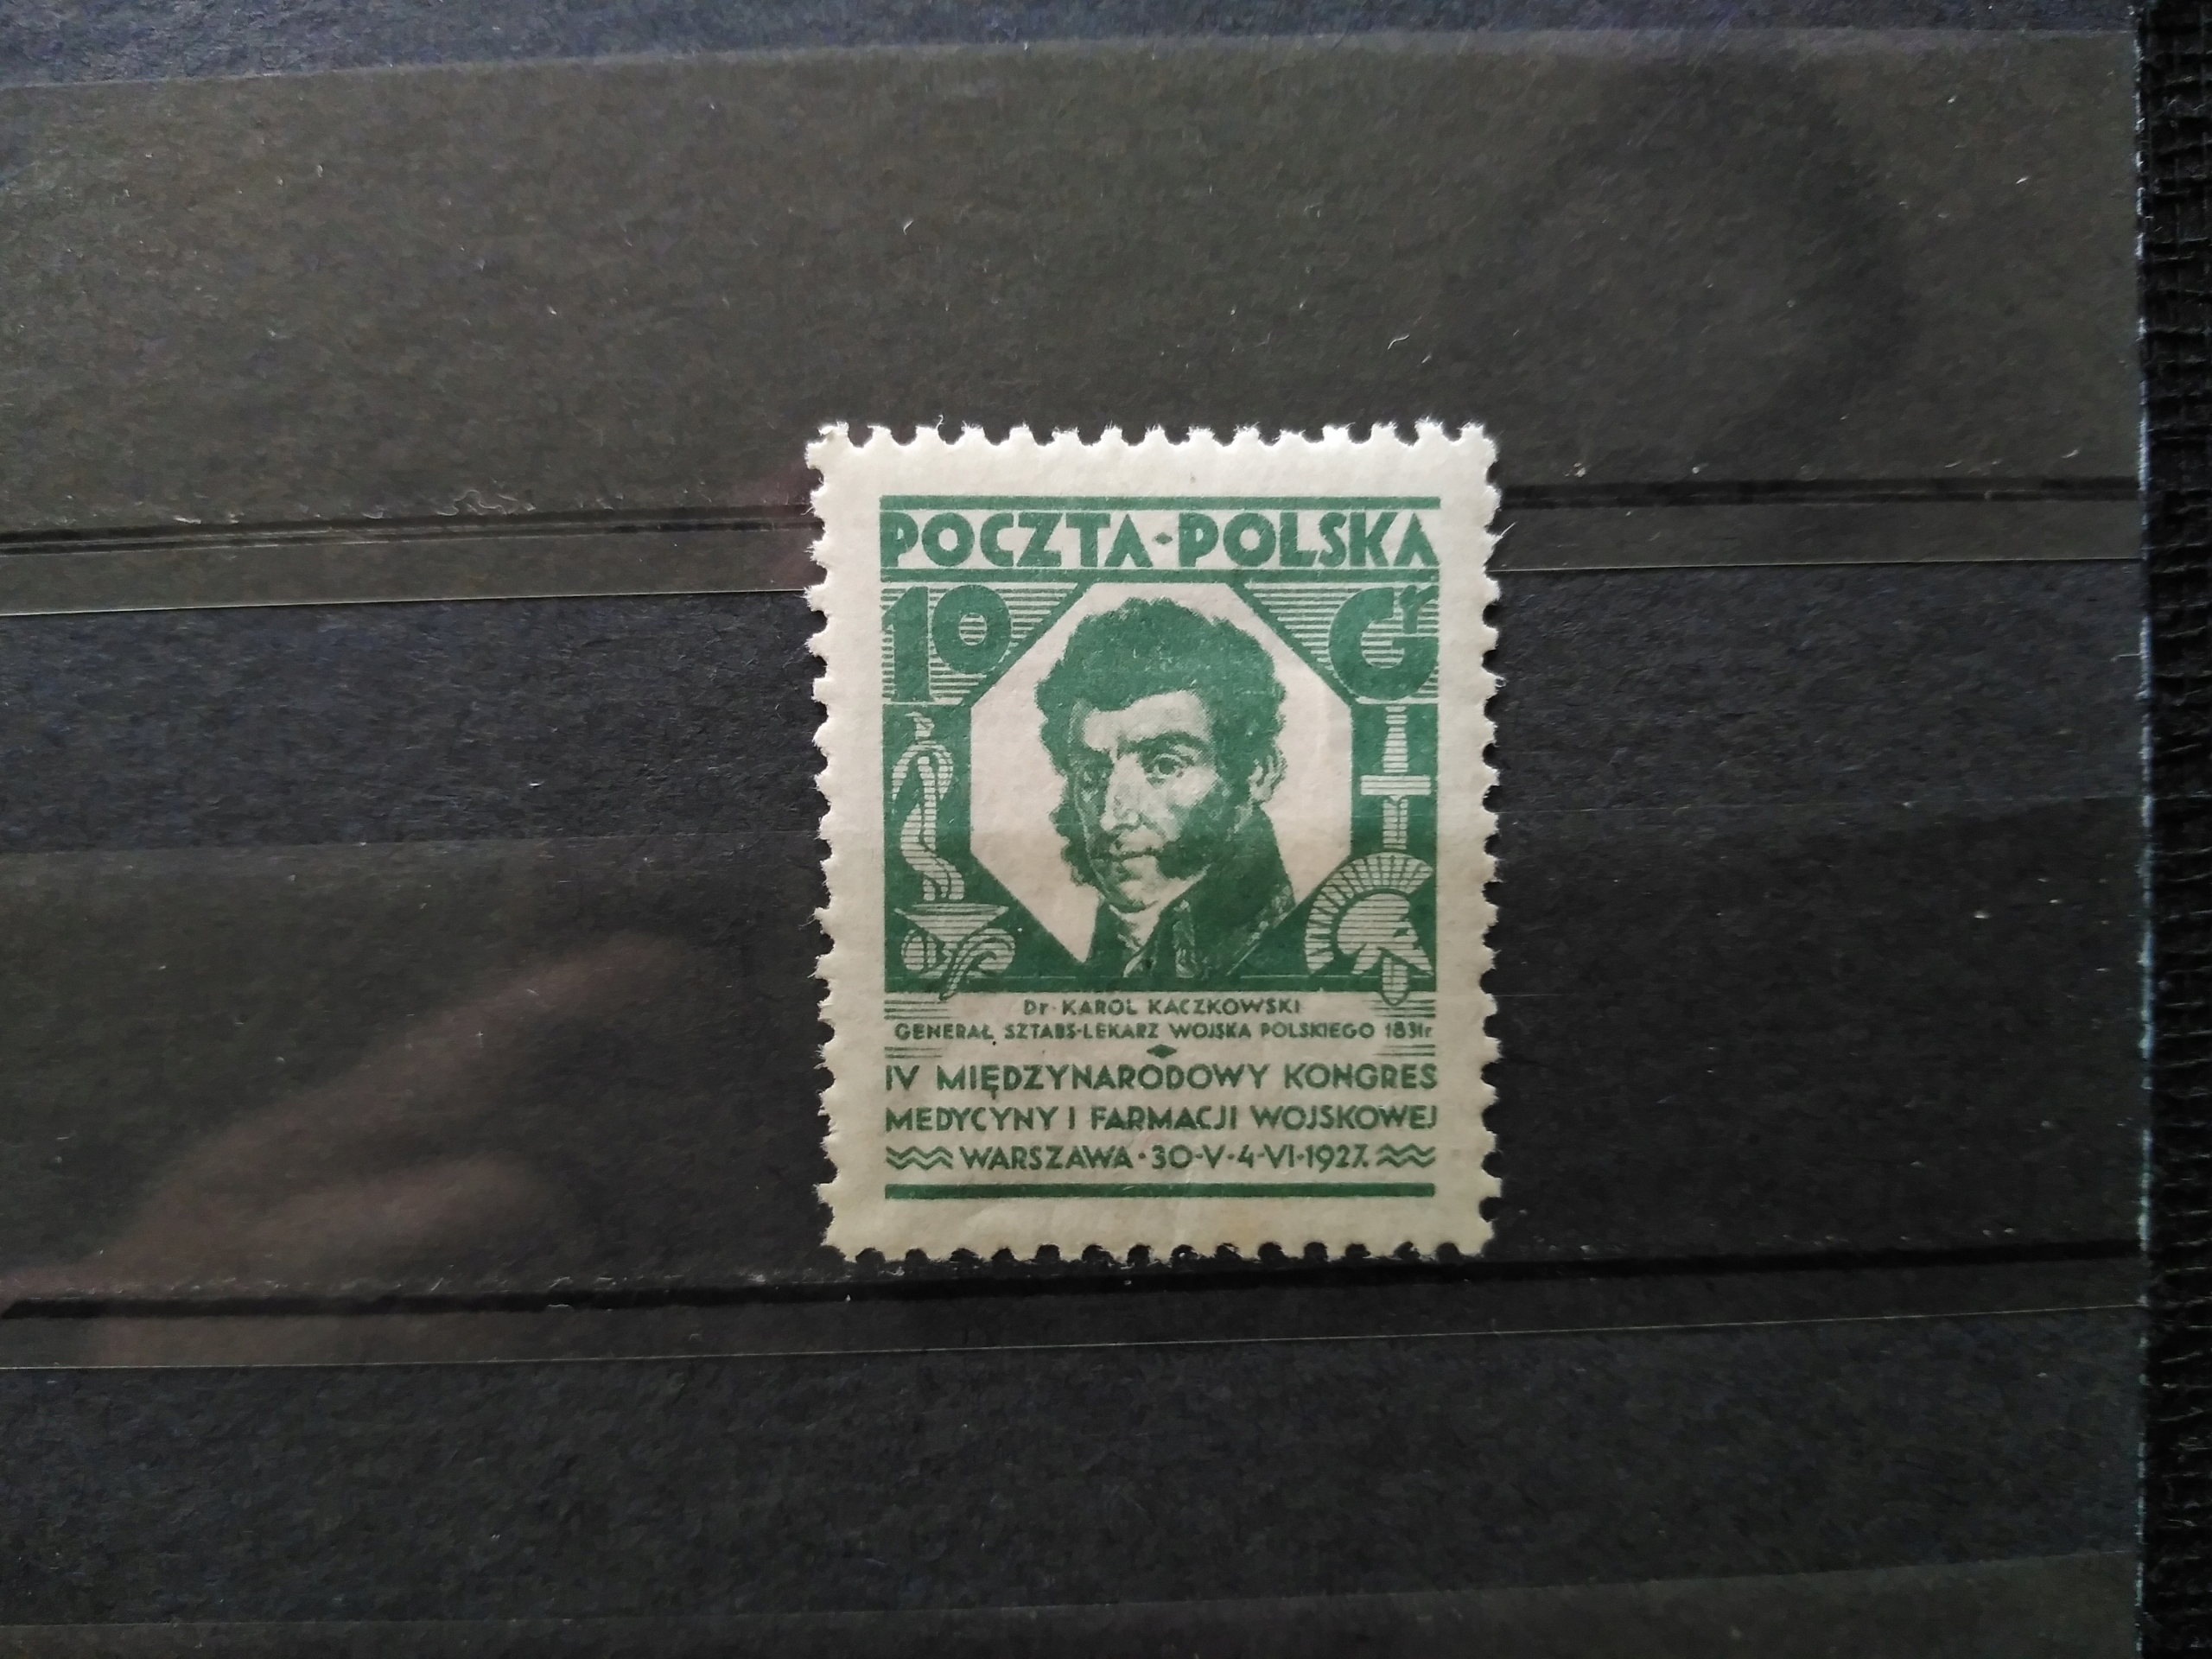 POCZTA·POLSKA
10 Gr
Dr·KAROL KACZKOWSKI
GENERAŁ SZTABS-LEKARZ WOJSKA POLSKIEGO 1831r
IV MIĘDZYNARODOWY KONGRES
MEDYCYNY I FARMACJI WOJSKOWEJ
WARSZAWA·30-V·4-VI-1927.